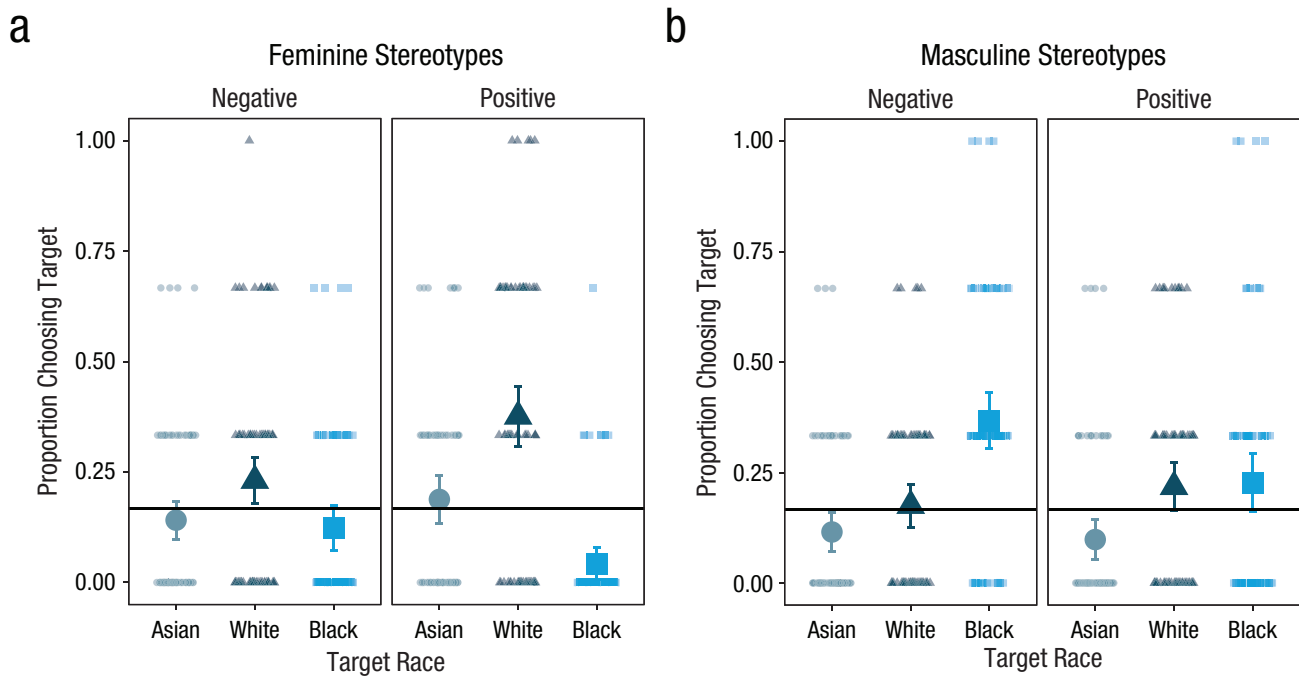 a
Feminine Stereotypes
Negative
Positive
Proportion Choosing Target
1.00
0.75
0.50
0.25
0.00
Asian White Black
Asian White Black
Target Race
b
Masculine Stereotypes
Negative
Positive
Proportion Choosing Target
1.00
0.75
0.50
0.25
0.00
Asian White Black
Asian White Black
Target Race